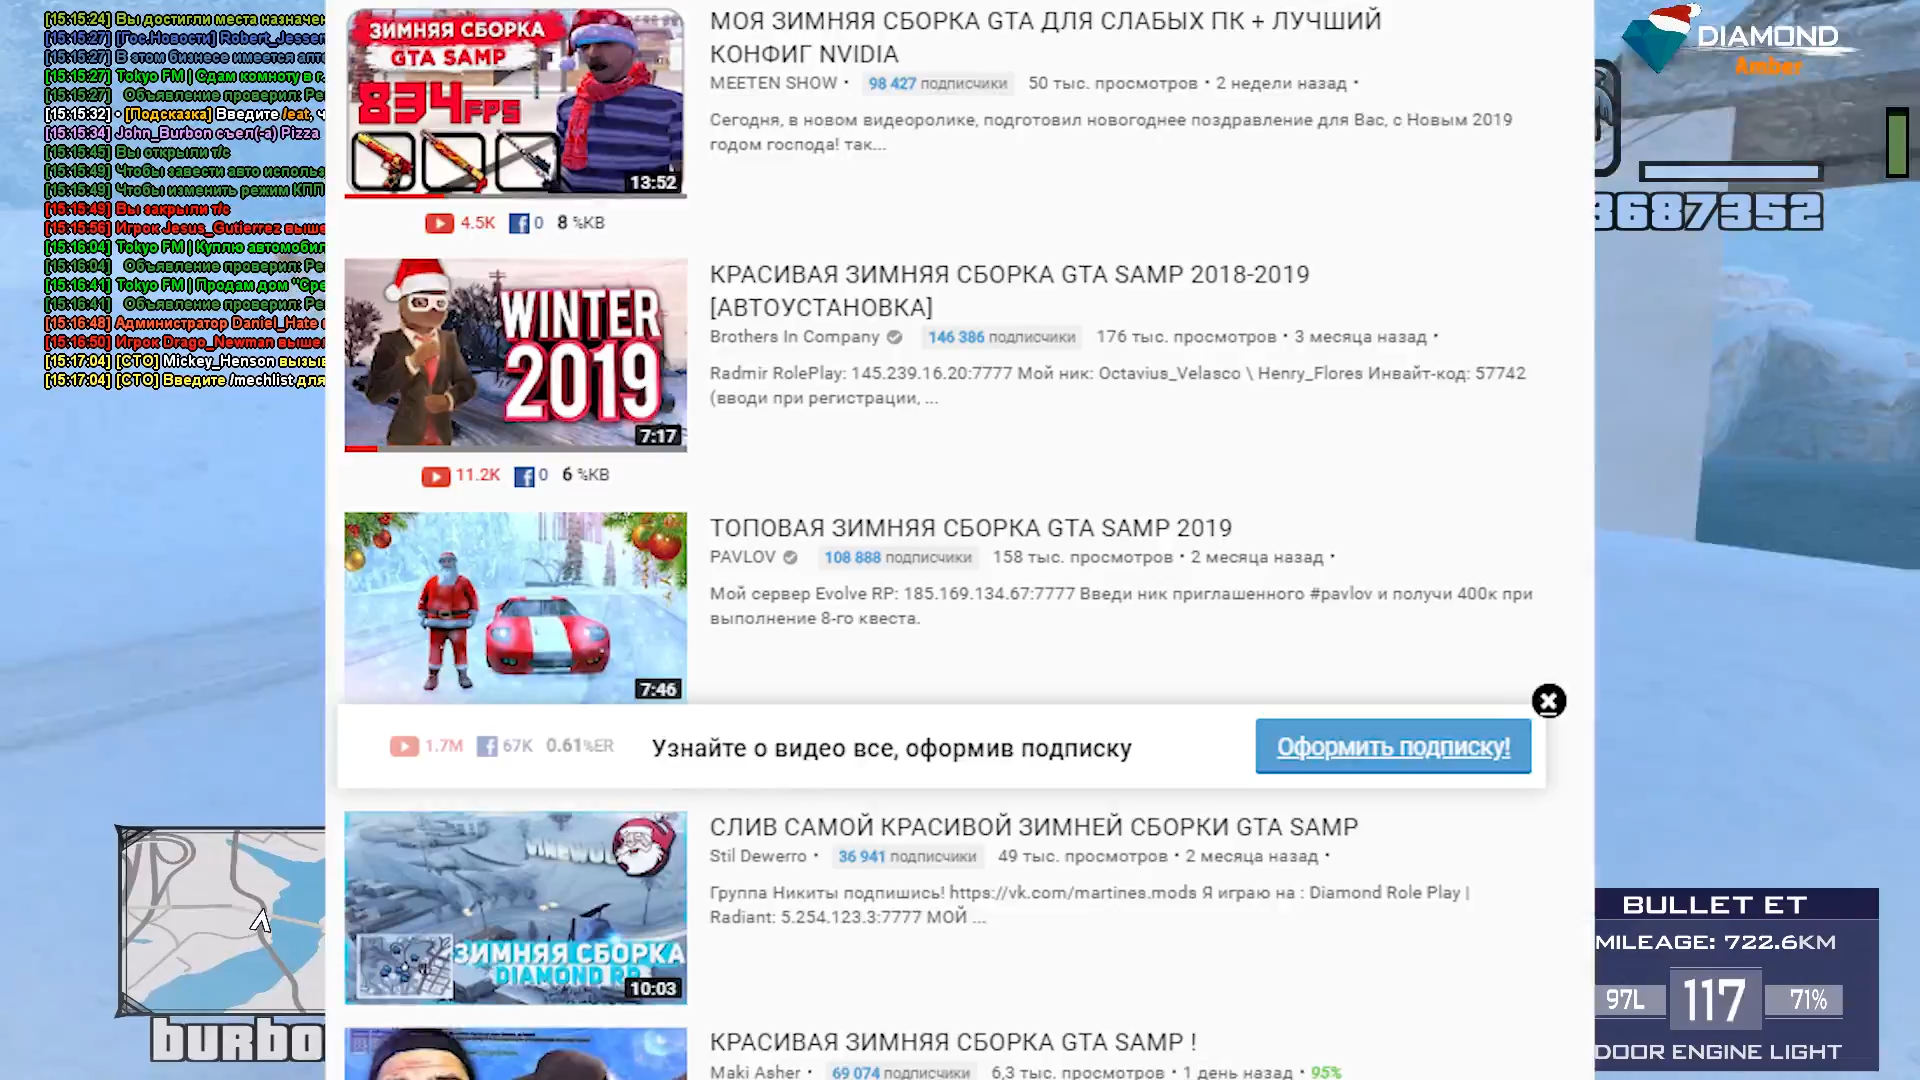 [15:15:24] Вы достигли места назначен
[15:15:27] [Гос.Новости] Robert_Jessen
[15:15:27] В этом бизнесе имеется апте
[15:15:27] Tokyo FM | Сдам комноту в г.
[15:15:27] Объявление проверил: Ре
[15:15:32] • [Подсказка] Введите /eat, ч
[15:15:34] John_Burbon съел(-а) Pizza
[15:15:45] Вы открыли т/с
[15:15:49] Чтобы завести авто использ
[15:15:49] Чтобы изменить режим КПП
[15:15:49] Вы закрыли т/с
[15:15:56] Игрок Jesus_Gutierrez выше
[15:16:04] Tokyo FM | Куплю автомобил
[15:16:04] Объявление проверил: Ре
[15:16:41] Tokyo FM | Продам дом "Сре
[15:16:41] Объявление проверил: Ре
[15:16:48] Администратор Daniel_Hate
[15:16:50] Игрок Drago_Newman выше
[15:17:04] [СТО] Mickey_Henson вызыв
[15:17:04] [СТО] Введите /mechlist для
ЗИМНЯЯ СБОРКА
GTA SAMP
834FPS
13:52
МОЯ ЗИМНЯЯ СБОРКА GTA ДЛЯ СЛАБЫХ ПК + ЛУЧШИЙ
КОНФИГ NVIDIA
MEETEN SHOW • 98 427 подписчики 50 тыс. просмотров • 2 недели назад •
Сегодня, в новом видеоролике, подготовил новогоднее поздравление для Вас, с Новым 2019
годом господа! так...
4.5K 0 8 %KB
WINTER
2019
7:17
КРАСИВАЯ ЗИМНЯЯ СБОРКА GTA SAMP 2018-2019
[АВТОУСТАНОВКА]
Brothers In Company 146 386 подписчики 176 тыс. просмотров • 3 месяца назад •
Radmir RolePlay: 145.239.16.20:7777 Мой ник: Octavius_Velasco \ Henry_Flores Инвайт-код: 57742
(вводи при регистрации, ...
11.2K 0 6 %KB
7:46
ТОПОВАЯ ЗИМНЯЯ СБОРКА GTA SAMP 2019
PAVLOV 108 888 подписчики 158 тыс. просмотров • 2 месяца назад •
Мой сервер Evolve RP: 185.169.134.67:7777 Введи ник приглашенного #pavlov и получи 400к при
выполнение 8-го квеста.
1.7M 67K 0.61%ER Узнайте о видео все, оформив подписку Оформить подписку!
VINEWOOD
ЗИМНЯЯ СБОРКА
DIAMOND RP
10:03
СЛИВ САМОЙ КРАСИВОЙ ЗИМНЕЙ СБОРКИ GTA SAMP
Stil Dewerro • 36 941 подписчики 49 тыс. просмотров • 2 месяца назад •
Группа Никиты подпишись! https://vk.com/martines.mods Я играю на : Diamond Role Play |
Radiant: 5.254.123.3:7777 МОЙ ...
КРАСИВАЯ ЗИМНЯЯ СБОРКА GTA SAMP !
Maki Asher • 69 074 подписчики 6,3 тыс. просмотров • 1 день назад • 95%
DIAMOND
Amber
3687352
burbo
BULLET ET
MILEAGE: 722.6KM
97L 117 71%
DOOR ENGINE LIGHT